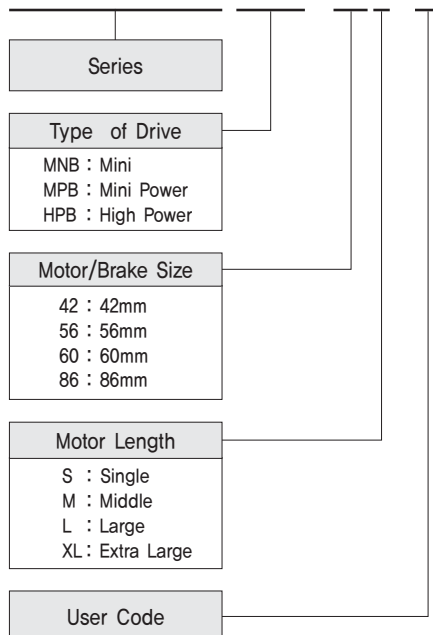 Series
Type of Drive
MNB : Mini
MPB : Mini Power
HPB : High Power
Motor/Brake Size
42 : 42mm
56 : 56mm
60 : 60mm
86 : 86mm
Motor Length
S : Single
M : Middle
L : Large
XL : Extra Large
User Code